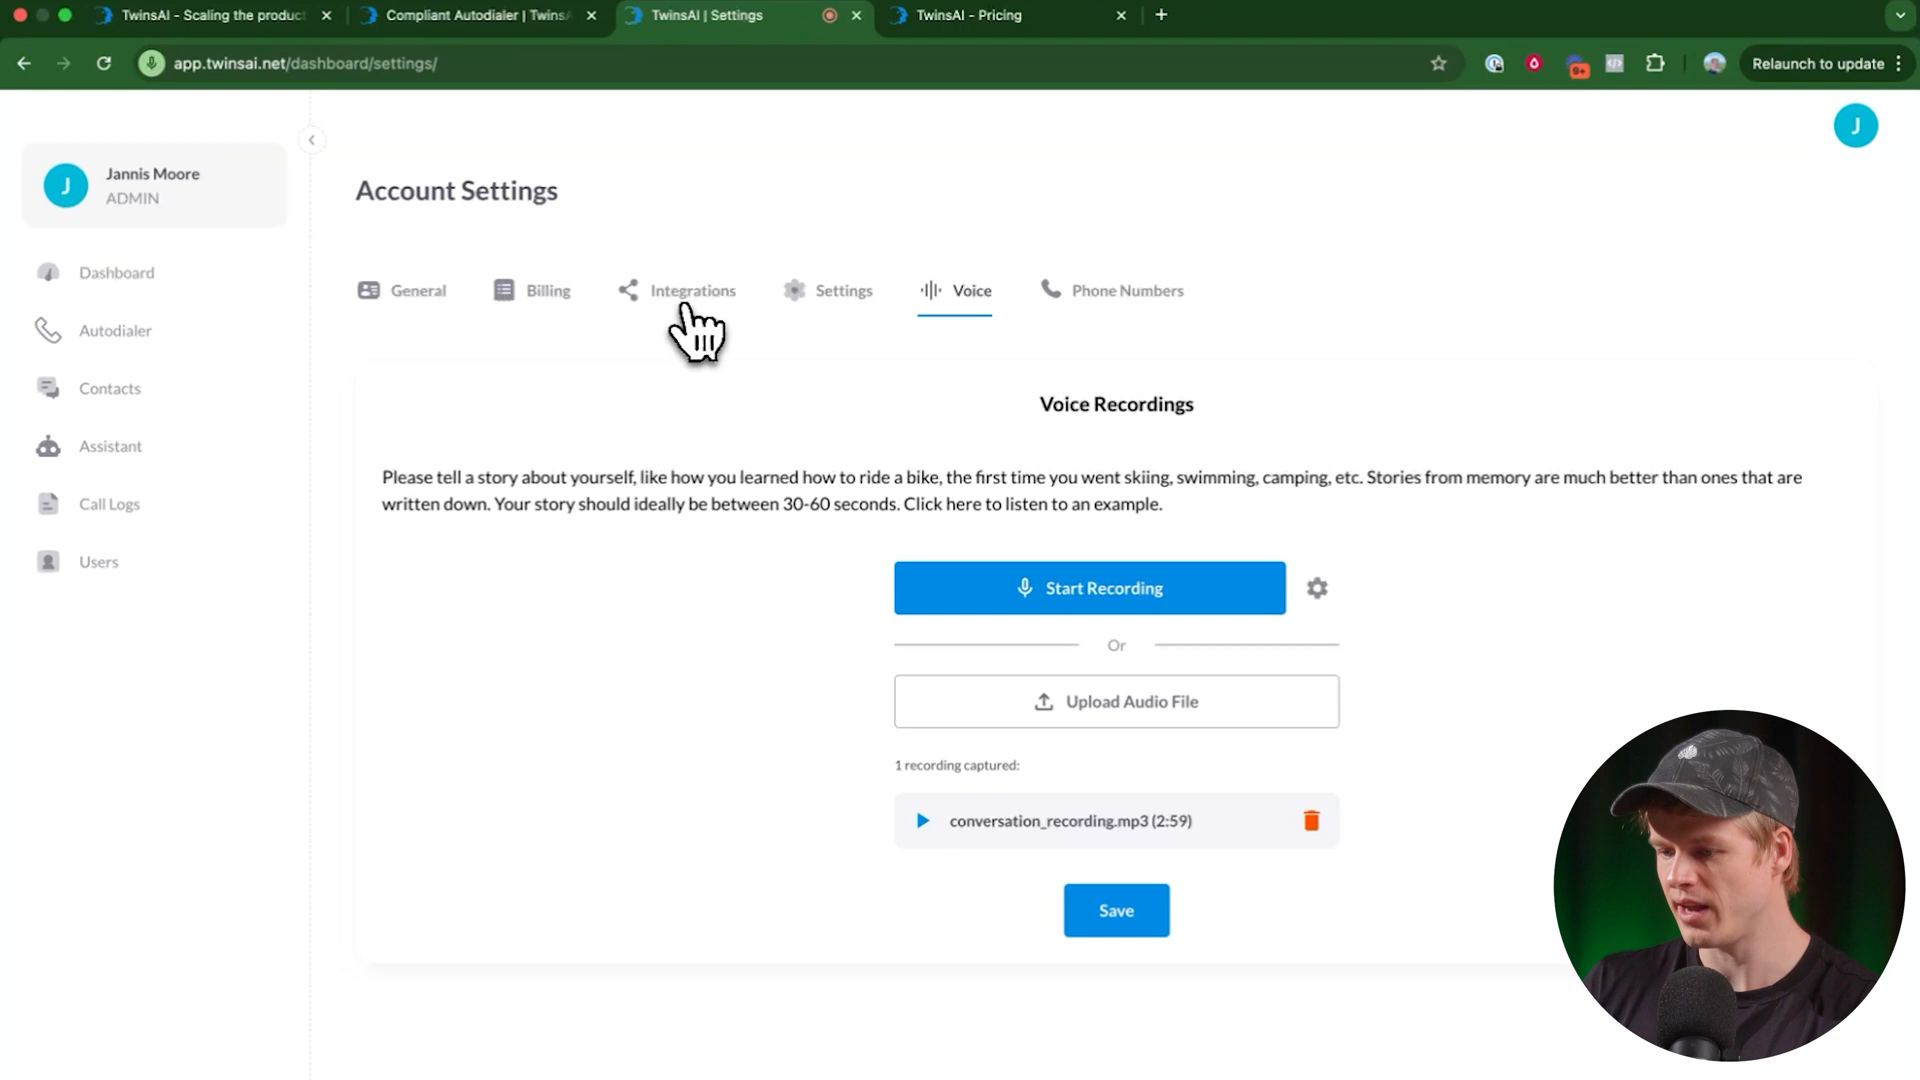 TwinsAI - Scaling the product
Compliant Autodialer | Twins
TwinsAI | Settings
TwinsAI - Pricing
app.twinsai.net/dashboard/settings/
9+
Relaunch to update
J
J
Jannis Moore
ADMIN
Dashboard
Autodialer
Contacts
Assistant
Call Logs
Users
Account Settings
General
Billing
Integrations
Settings
Voice
Phone Numbers
Voice Recordings
Please tell a story about yourself, like how you learned how to ride a bike, the first time you went skiing, swimming, camping, etc. Stories from memory are much better than ones that are
written down. Your story should ideally be between 30-60 seconds. Click here to listen to an example.
Start Recording
Or
Upload Audio File
1 recording captured:
conversation_recording.mp3 (2:59)
Save